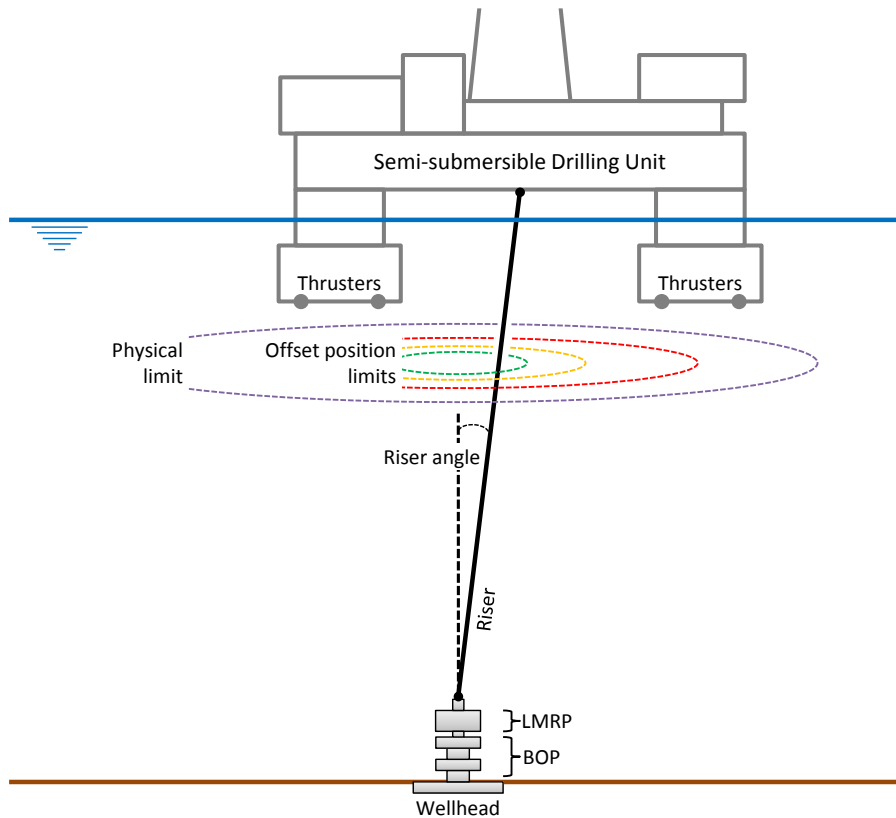 Semi-submersible Drilling Unit
Thrusters
Thrusters
Physical
limit
Offset position
limits
Riser angle
Riser
LMRP
BOP
Wellhead